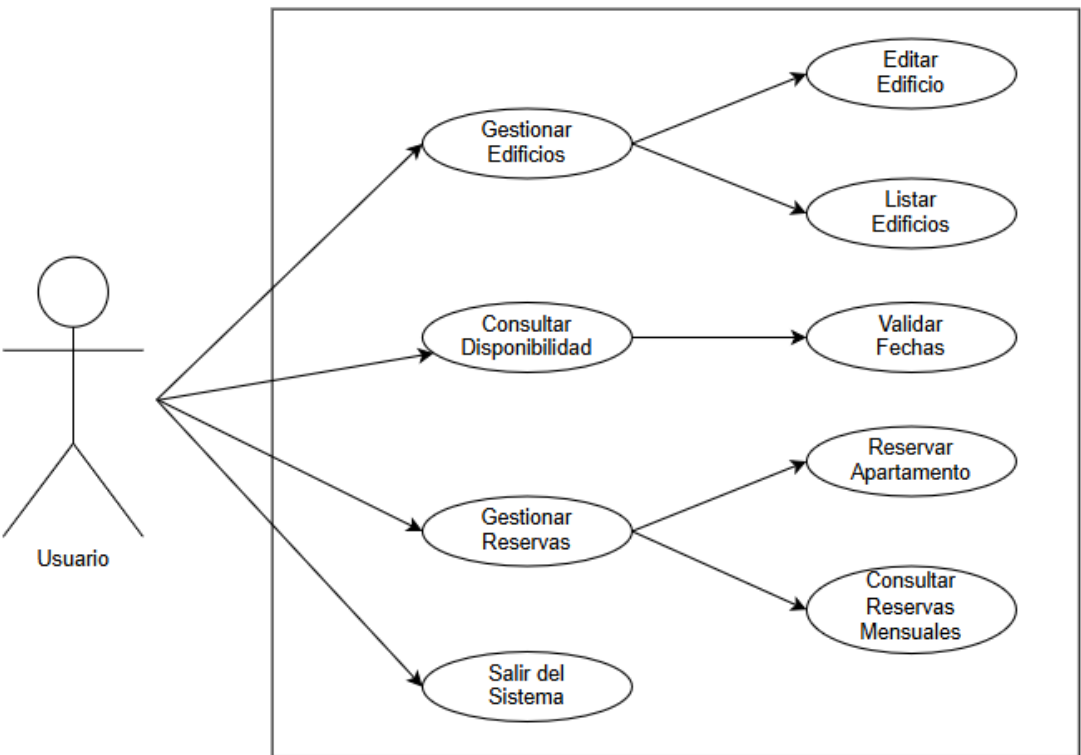 Editar
Edificio
Gestionar
Edificios
Listar
Edificios
Consultar
Disponibilidad
Validar
Fechas
Reservar
Apartamento
Gestionar
Reservas
Usuario
Consultar
Reservas
Mensuales
Salir del
Sistema